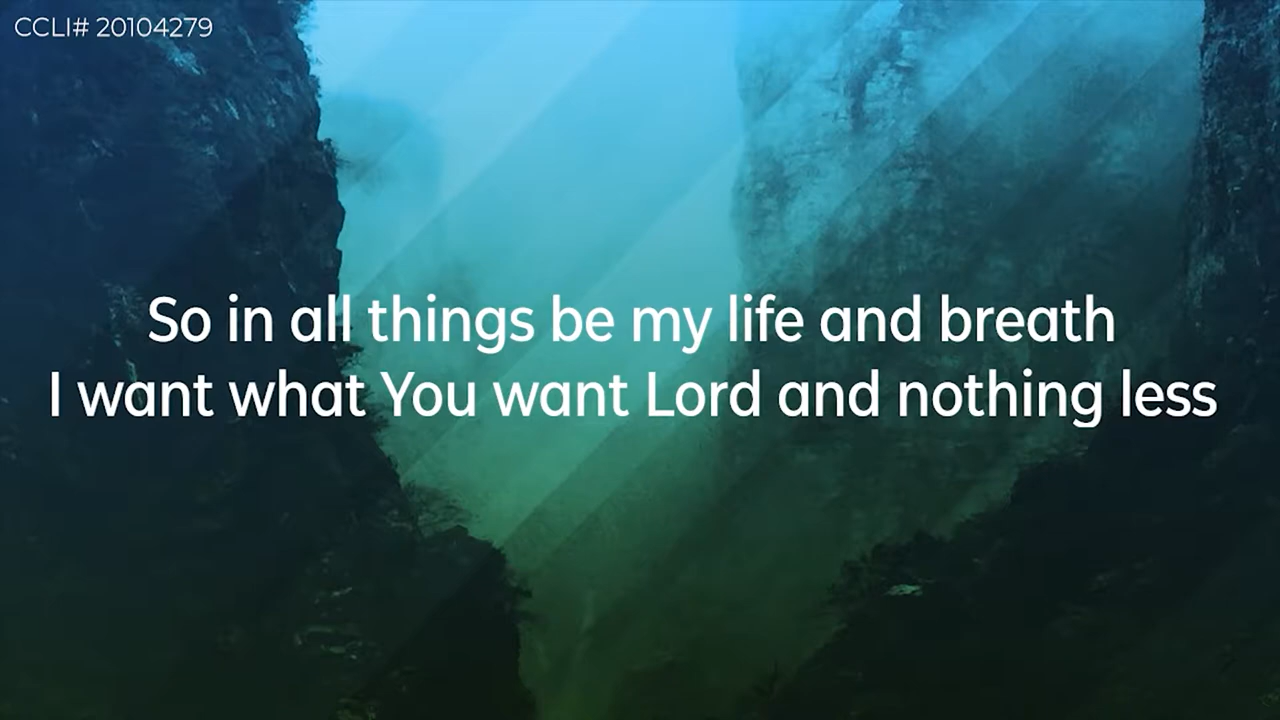 CCLI# 20104279
So in all things be my life and breath
I want what You want Lord and nothing less